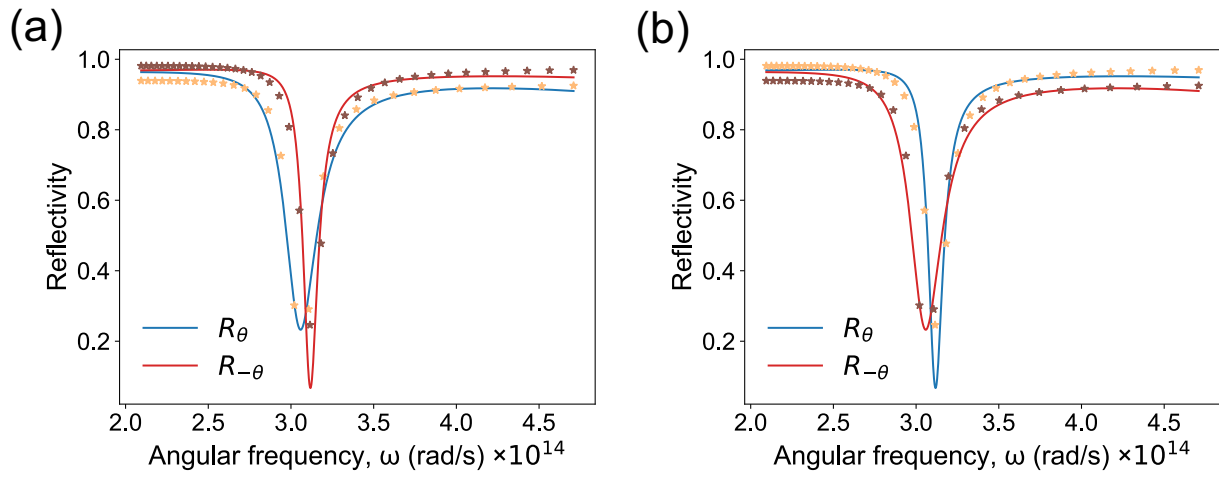 (a)
1.0
0.8
0.6
0.4
0.2
Reflectivity
R_θ
R_{-θ}
2.0 2.5 3.0 3.5 4.0 4.5
Angular frequency, ω (rad/s) ×10^14
(b)
1.0
0.8
0.6
0.4
0.2
Reflectivity
R_θ
R_{-θ}
2.0 2.5 3.0 3.5 4.0 4.5
Angular frequency, ω (rad/s) ×10^14